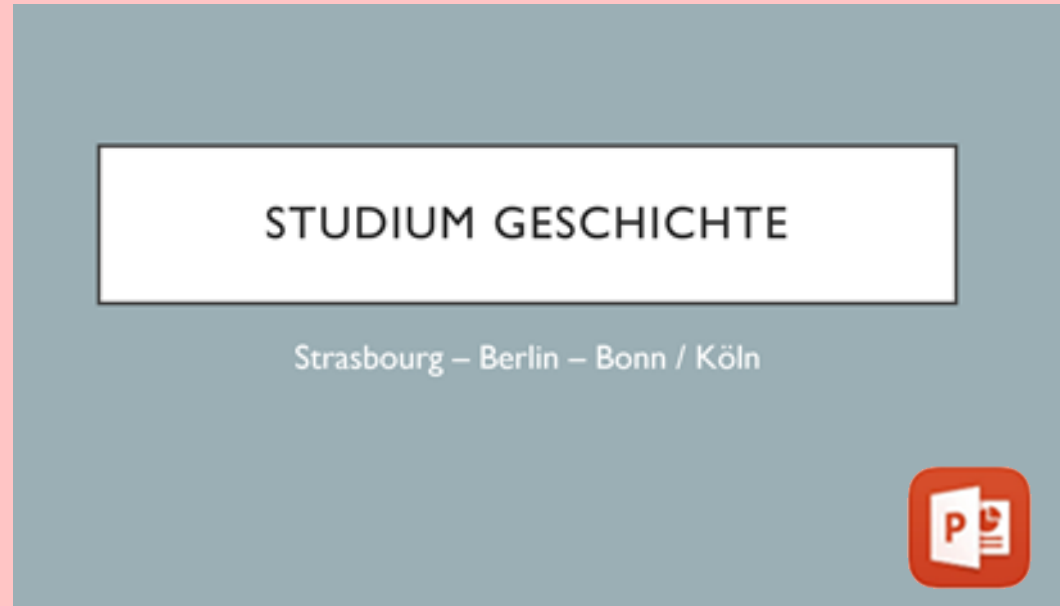 STUDIUM GESCHICHTE
Strasbourg – Berlin – Bonn / Köln
P